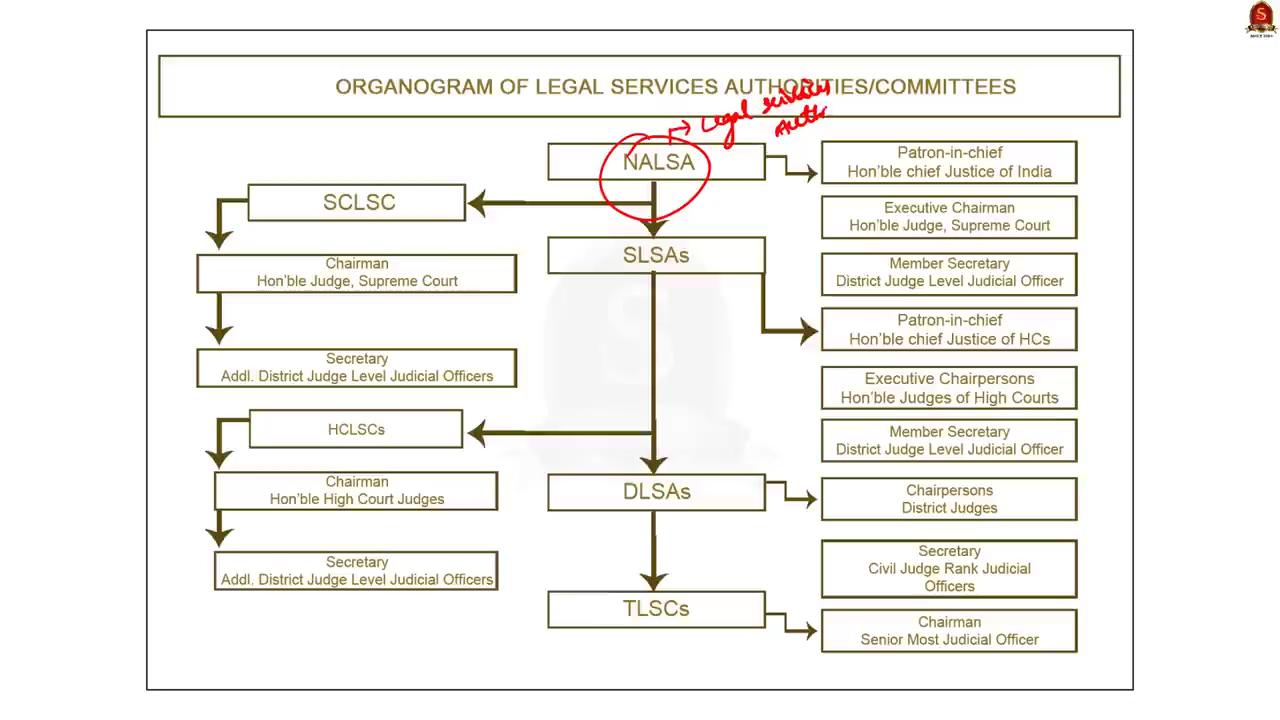 ORGANOGRAM OF LEGAL SERVICES AUTHORITIES/COMMITTEES
Legal services
Auth
NALSA
Patron-in-chief
Hon'ble chief Justice of India
SCLSC
Executive Chairman
Hon'ble Judge, Supreme Court
SLSAs
Chairman
Hon'ble Judge, Supreme Court
Member Secretary
District Judge Level Judicial Officer
Patron-in-chief
Hon'ble chief Justice of HCs
Secretary
Addl. District Judge Level Judicial Officers
Executive Chairpersons
Hon'ble Judges of High Courts
HCLSCs
Member Secretary
District Judge Level Judicial Officer
Chairman
Hon'ble High Court Judges
DLSAs
Chairpersons
District Judges
Secretary
Addl. District Judge Level Judicial Officers
Secretary
Civil Judge Rank Judicial
Officers
TLSCs
Chairman
Senior Most Judicial Officer
S